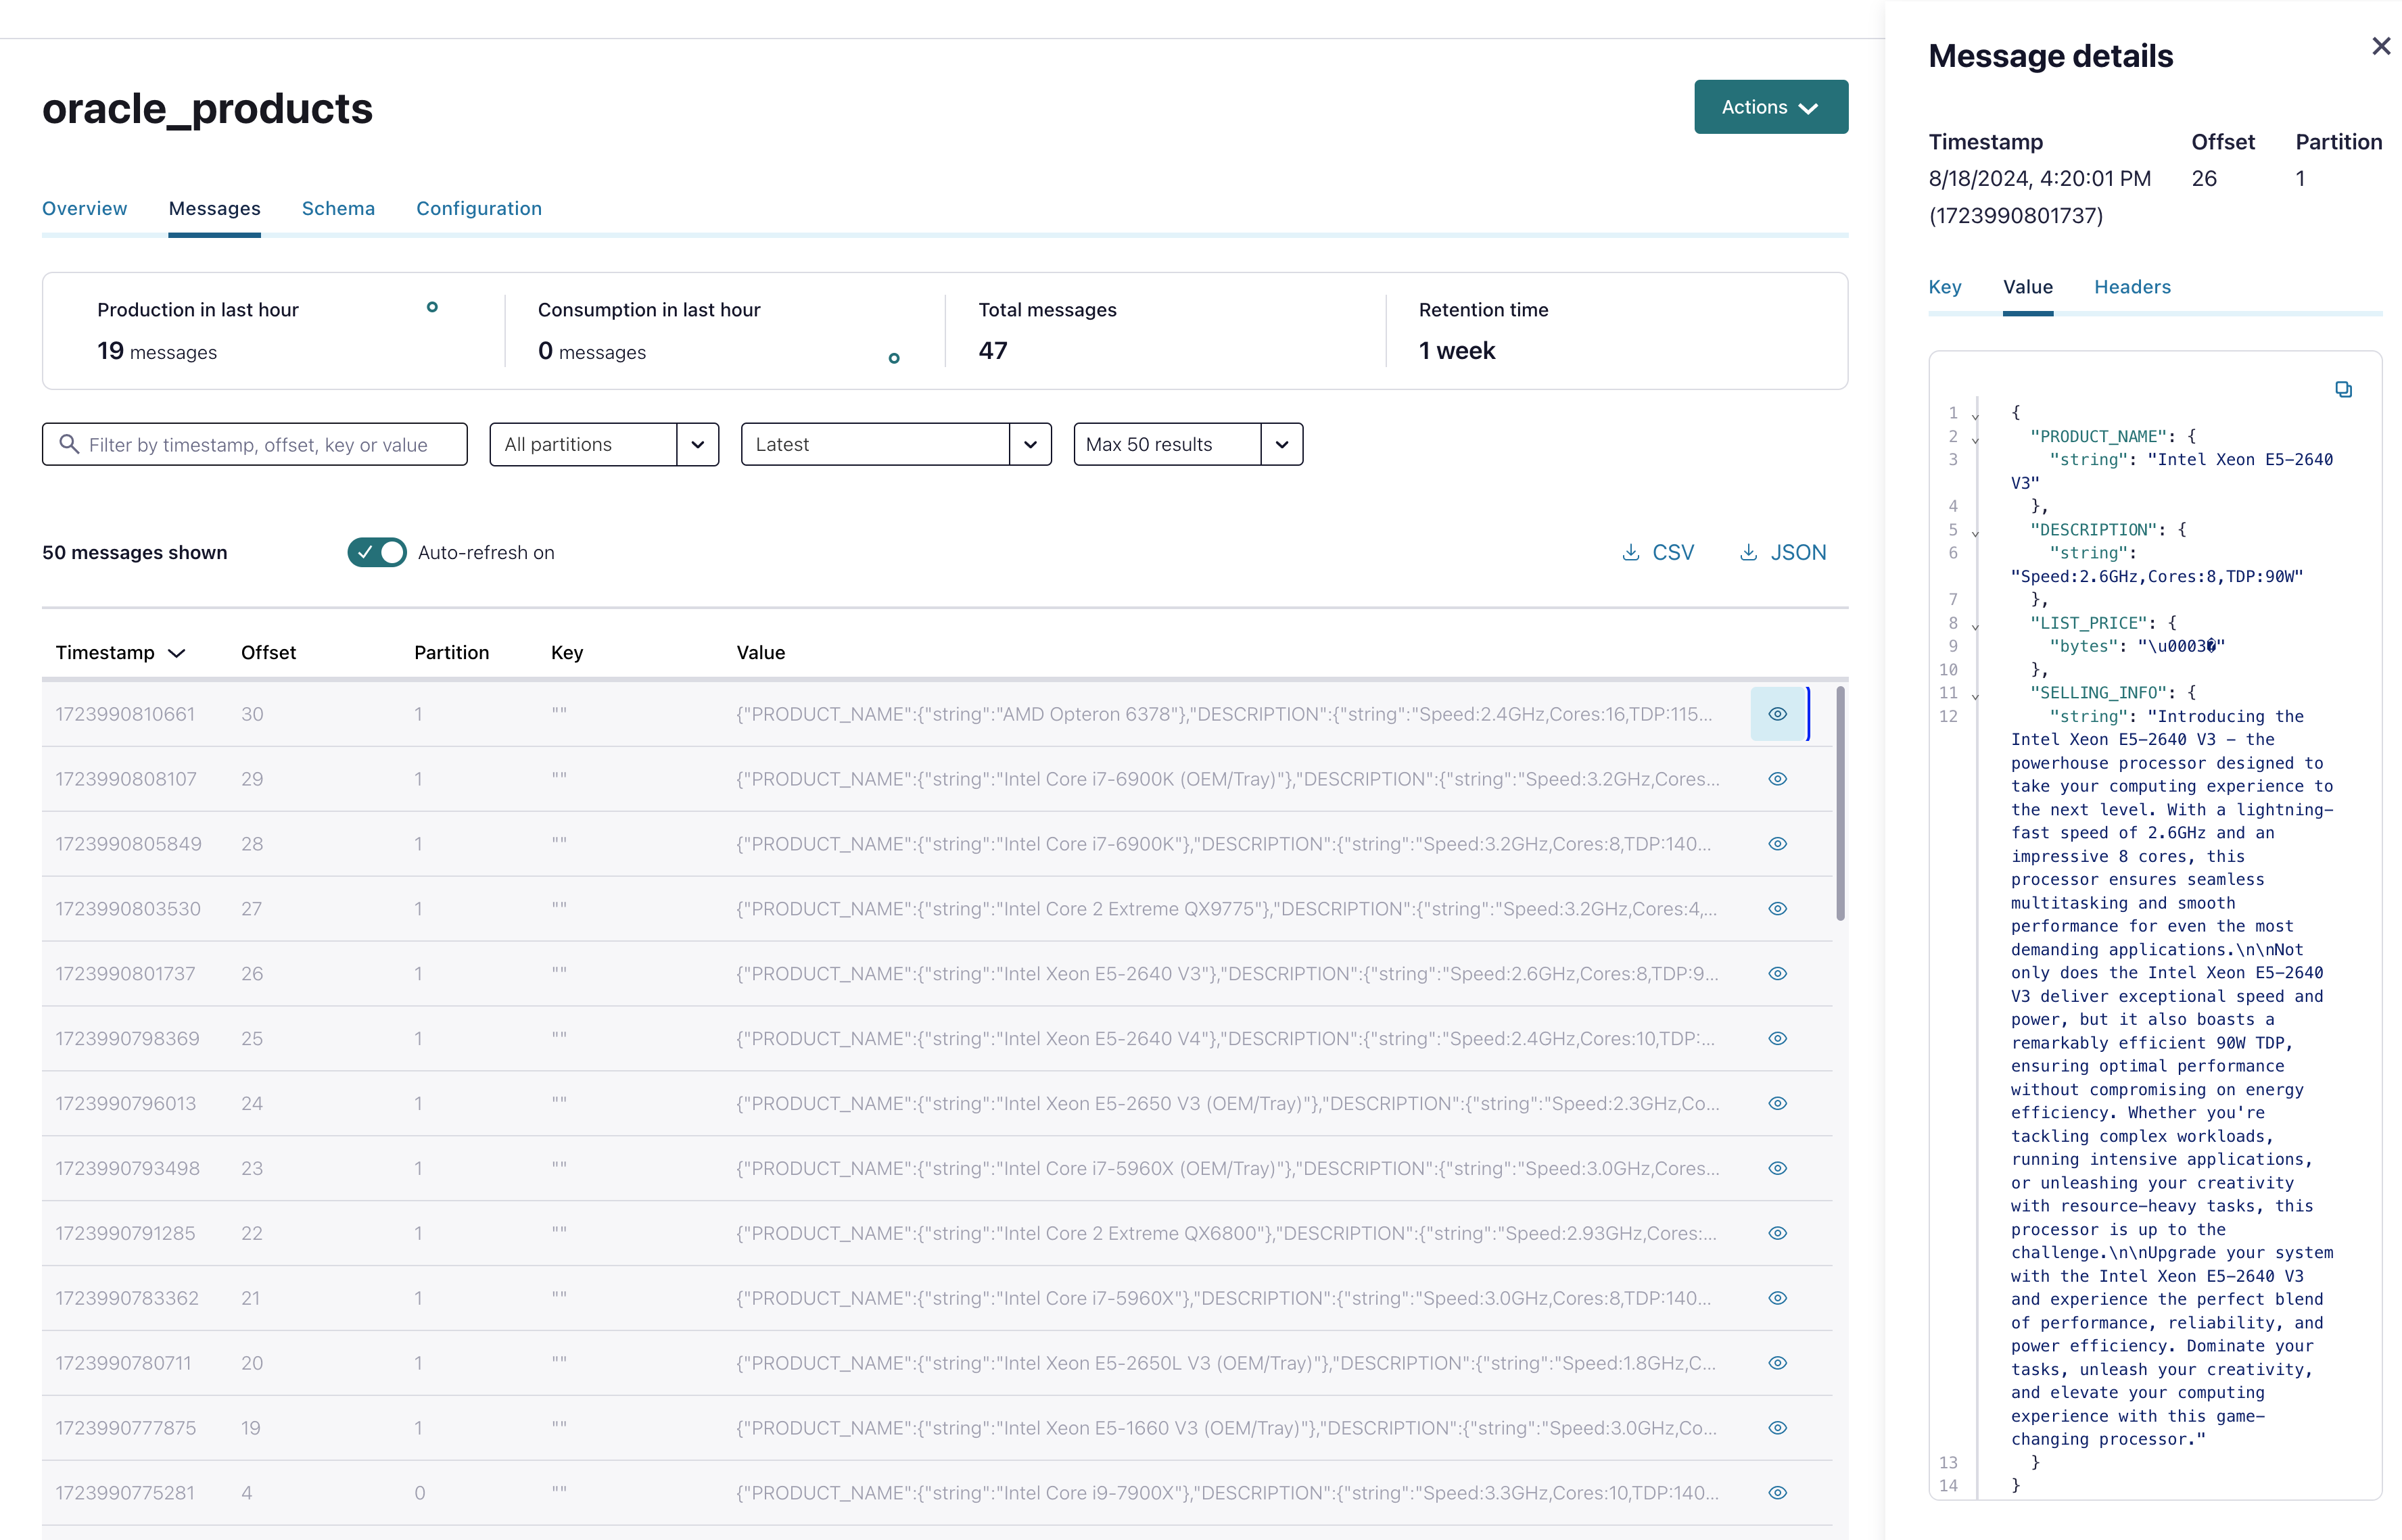 oracle_products
Actions
Overview Messages Schema Configuration
Production in last hour
19 messages
Consumption in last hour
0 messages
Total messages
47
Retention time
1 week
Filter by timestamp, offset, key or value
All partitions
Latest
Max 50 results
50 messages shown
Auto-refresh on
CSV
JSON
Timestamp Offset Partition Key Value
1723990810661 30 1 "" {"PRODUCT_NAME":{"string":"AMD Opteron 6378"},"DESCRIPTION":{"string":"Speed:2.4GHz,Cores:16,TDP:115...
1723990808107 29 1 "" {"PRODUCT_NAME":{"string":"Intel Core i7-6900K (OEM/Tray)"},"DESCRIPTION":{"string":"Speed:3.2GHz,Cores...
1723990805849 28 1 "" {"PRODUCT_NAME":{"string":"Intel Core i7-6900K"},"DESCRIPTION":{"string":"Speed:3.2GHz,Cores:8,TDP:140...
1723990803530 27 1 "" {"PRODUCT_NAME":{"string":"Intel Core 2 Extreme QX9775"},"DESCRIPTION":{"string":"Speed:3.2GHz,Cores:4,...
1723990801737 26 1 "" {"PRODUCT_NAME":{"string":"Intel Xeon E5-2640 V3"},"DESCRIPTION":{"string":"Speed:2.6GHz,Cores:8,TDP:9...
1723990798369 25 1 "" {"PRODUCT_NAME":{"string":"Intel Xeon E5-2640 V4"},"DESCRIPTION":{"string":"Speed:2.4GHz,Cores:10,TDP:...
1723990796013 24 1 "" {"PRODUCT_NAME":{"string":"Intel Xeon E5-2650 V3 (OEM/Tray)"},"DESCRIPTION":{"string":"Speed:2.3GHz,Co...
1723990793498 23 1 "" {"PRODUCT_NAME":{"string":"Intel Core i7-5960X (OEM/Tray)"},"DESCRIPTION":{"string":"Speed:3.0GHz,Cores...
1723990791285 22 1 "" {"PRODUCT_NAME":{"string":"Intel Core 2 Extreme QX6800"},"DESCRIPTION":{"string":"Speed:2.93GHz,Cores:...
1723990783362 21 1 "" {"PRODUCT_NAME":{"string":"Intel Core i7-5960X"},"DESCRIPTION":{"string":"Speed:3.0GHz,Cores:8,TDP:140...
1723990780711 20 1 "" {"PRODUCT_NAME":{"string":"Intel Xeon E5-2650L V3 (OEM/Tray)"},"DESCRIPTION":{"string":"Speed:1.8GHz,C...
1723990777875 19 1 "" {"PRODUCT_NAME":{"string":"Intel Xeon E5-1660 V3 (OEM/Tray)"},"DESCRIPTION":{"string":"Speed:3.0GHz,Co...
1723990775281 4 0 "" {"PRODUCT_NAME":{"string":"Intel Core i9-7900X"},"DESCRIPTION":{"string":"Speed:3.3GHz,Cores:10,TDP:140...
Message details
Timestamp Offset Partition
8/18/2024, 4:20:01 PM 26 1
(1723990801737)
Key Value Headers
1 {
2 "PRODUCT_NAME": {
3 "string": "Intel Xeon E5-2640
V3"
4 },
5 "DESCRIPTION": {
6 "string":
"Speed:2.6GHz,Cores:8,TDP:90W"
7 },
8 "LIST_PRICE": {
9 "bytes": "\u0003�"
10 },
11 "SELLING_INFO": {
12 "string": "Introducing the
Intel Xeon E5-2640 V3 - the
powerhouse processor designed to
take your computing experience to
the next level. With a lightning-
fast speed of 2.6GHz and an
impressive 8 cores, this
processor ensures seamless
multitasking and smooth
performance for even the most
demanding applications.\n\nNot
only does the Intel Xeon E5-2640
V3 deliver exceptional speed and
power, but it also boasts a
remarkably efficient 90W TDP,
ensuring optimal performance
without compromising on energy
efficiency. Whether you're
tackling complex workloads,
running intensive applications,
or unleashing your creativity
with resource-heavy tasks, this
processor is up to the
challenge.\n\nUpgrade your system
with the Intel Xeon E5-2640 V3
and experience the perfect blend
of performance, reliability, and
power efficiency. Dominate your
tasks, unleash your creativity,
and elevate your computing
experience with this game-
changing processor."
13 }
14 }